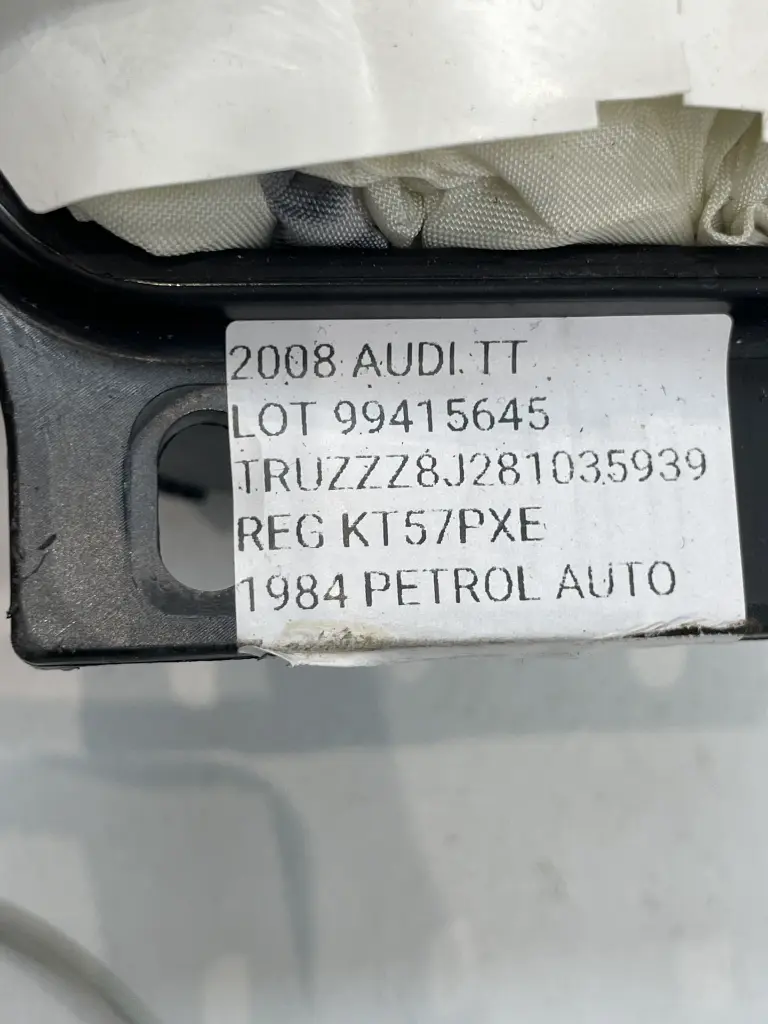 2008 AUDI TT
LOT 99415645
TRUZZZ8J281035939
REG KT57PXE
1984 PETROL AUTO